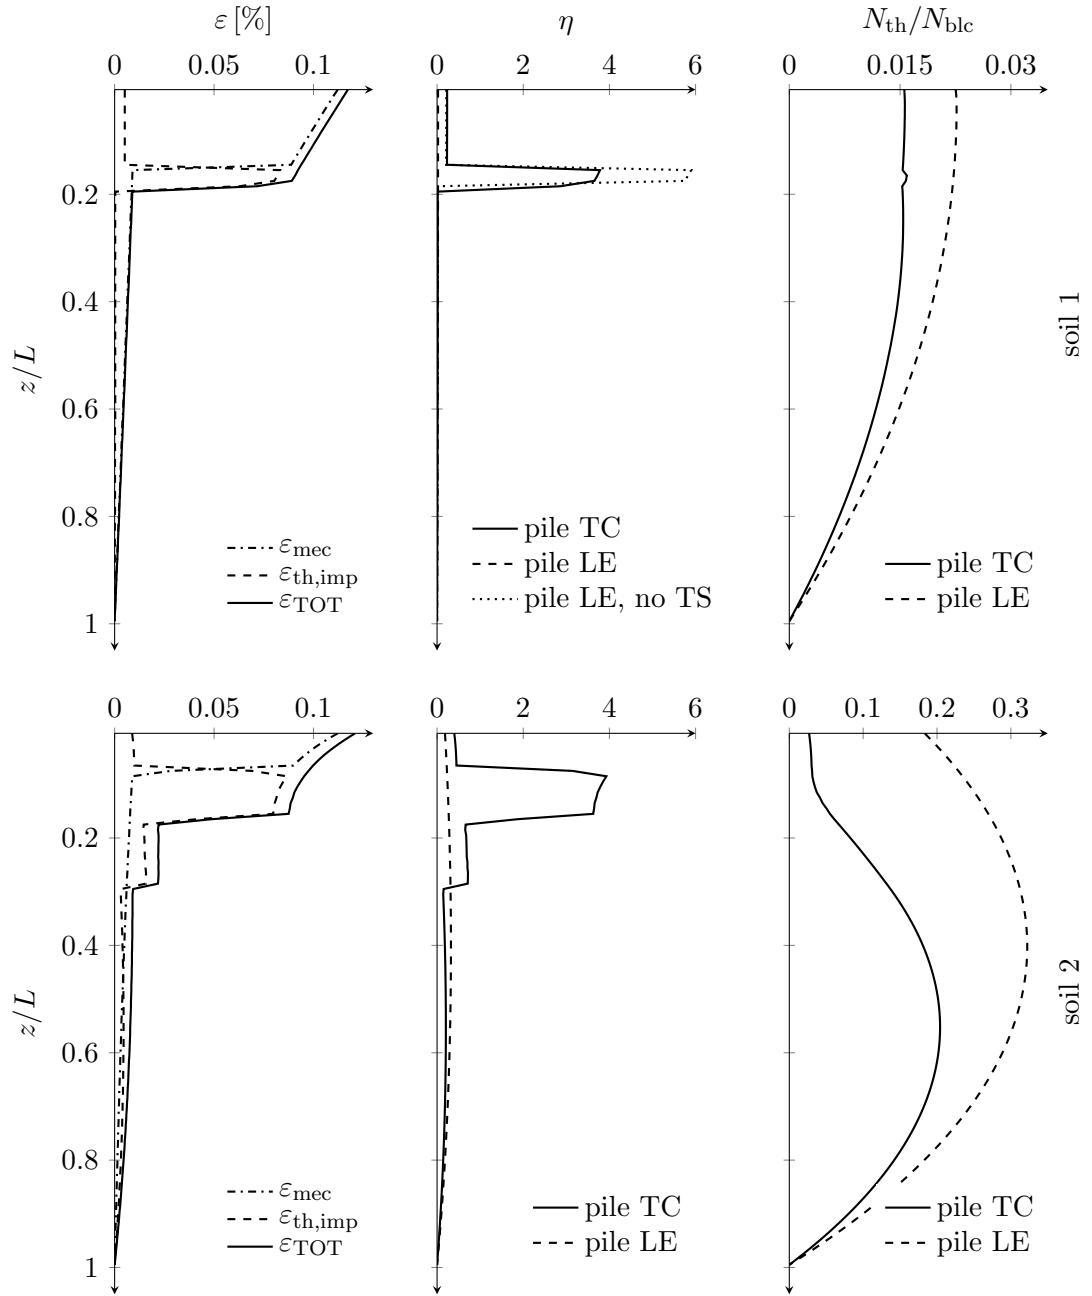 ε [%]
η
N_th/N_blc
0 0.05 0.1
0 2 4 6
0 0.015 0.03
0.2
0.4
0.6
0.8
1
z/L
soil 1
ε_mec
ε_th,imp
ε_TOT
pile TC
pile LE
pile LE, no TS
pile TC
pile LE
0 0.05 0.1
0 2 4 6
0 0.1 0.2 0.3
0.2
0.4
0.6
0.8
1
z/L
soil 2
ε_mec
ε_th,imp
ε_TOT
pile TC
pile LE
pile TC
pile LE